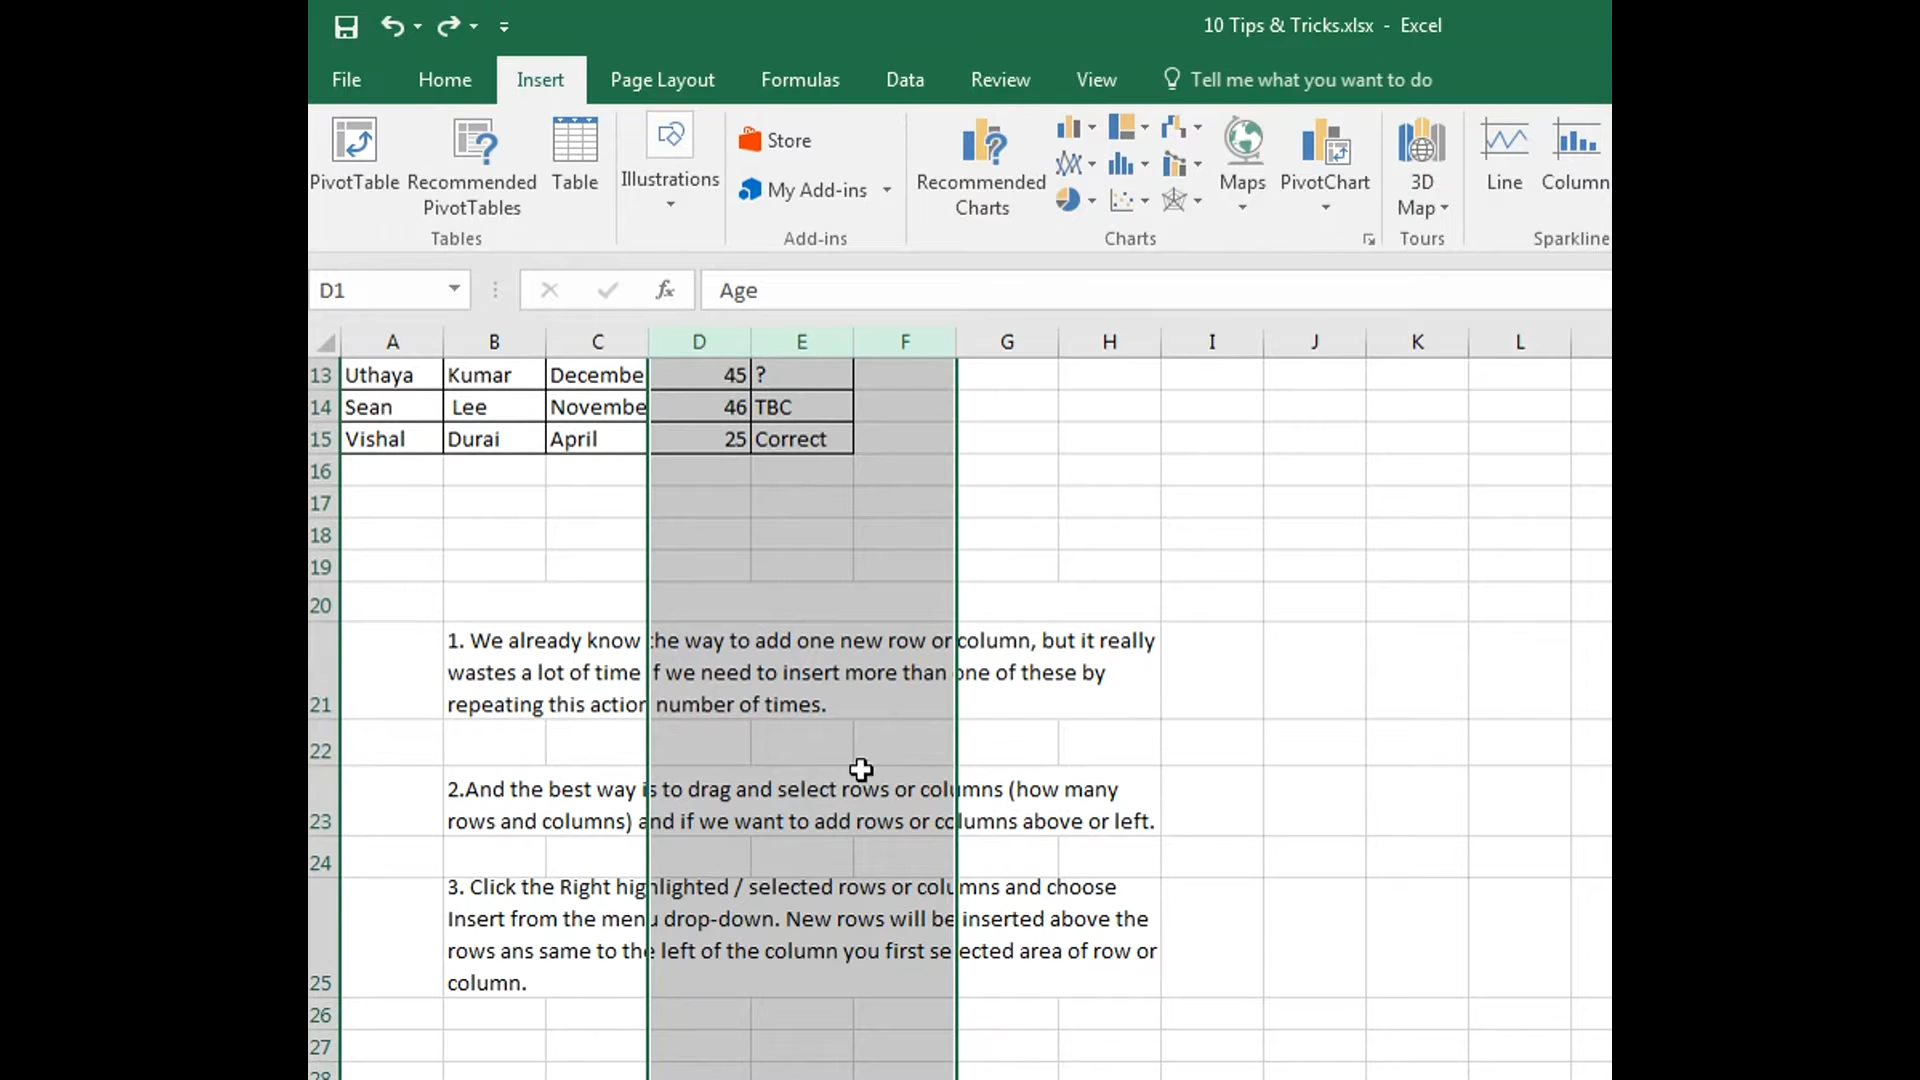 10 Tips & Tricks.xlsx - Excel
File Home Insert Page Layout Formulas Data Review View Tell me what you want to do
PivotTable Recommended PivotTables Table
Illustrations
Store
My Add-ins
Recommended Charts
Maps PivotChart
3D Map
Line Column
Tables Add-ins Charts Tours Sparkline
D1 fx Age
A B C D E F G H I J K L
13 Uthaya Kumar Decembe 45 ?
14 Sean Lee Novembe 46 TBC
15 Vishal Durai April 25 Correct
16
17
18
19
20
1. We already know the way to add one new row or column, but it really
wastes a lot of time if we need to insert more than one of these by
21 repeating this action number of times.
22
2.And the best way is to drag and select rows or columns (how many
23 rows and columns) and if we want to add rows or columns above or left.
24
3. Click the Right highlighted / selected rows or columns and choose
Insert from the menu drop-down. New rows will be inserted above the
rows ans same to the left of the column you first selected area of row or
25 column.
26
27
28